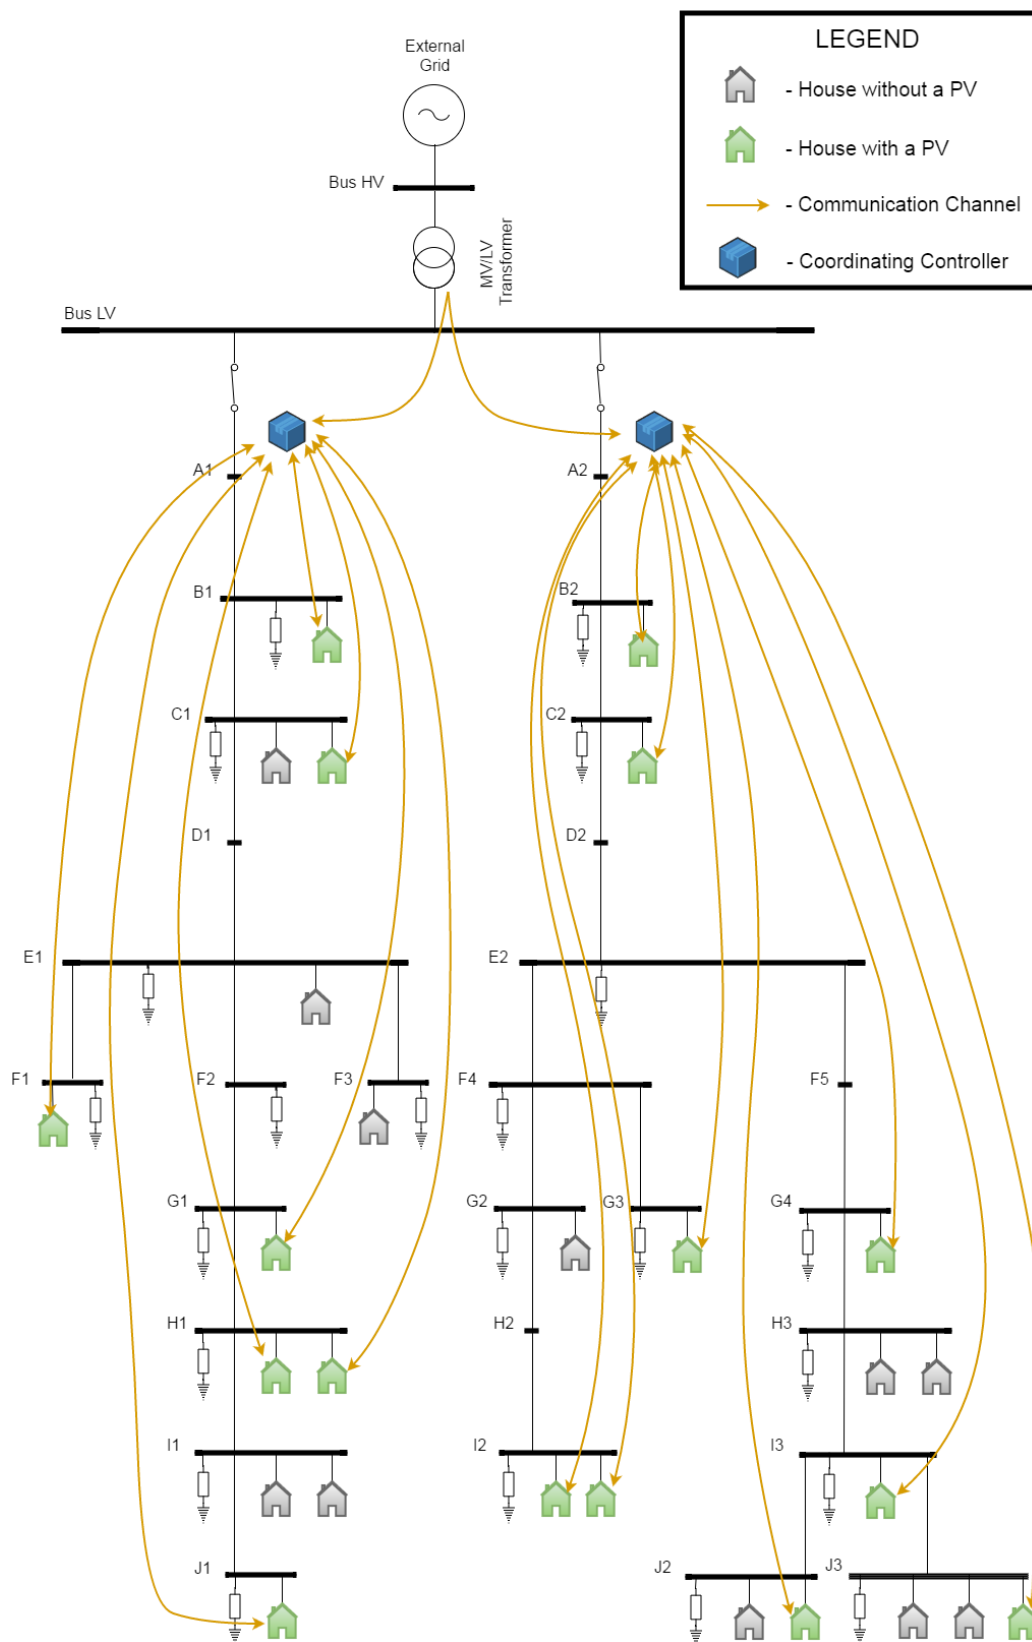 External
Grid
LEGEND
- House without a PV
- House with a PV
- Communication Channel
- Coordinating Controller
Bus HV
MV/LV
Transformer
Bus LV
A1
A2
B1
B2
C1
C2
D1
D2
E1
E2
F1
F2
F3
F4
F5
G1
G2
G3
G4
H1
H2
H3
I1
I2
I3
J1
J2
J3